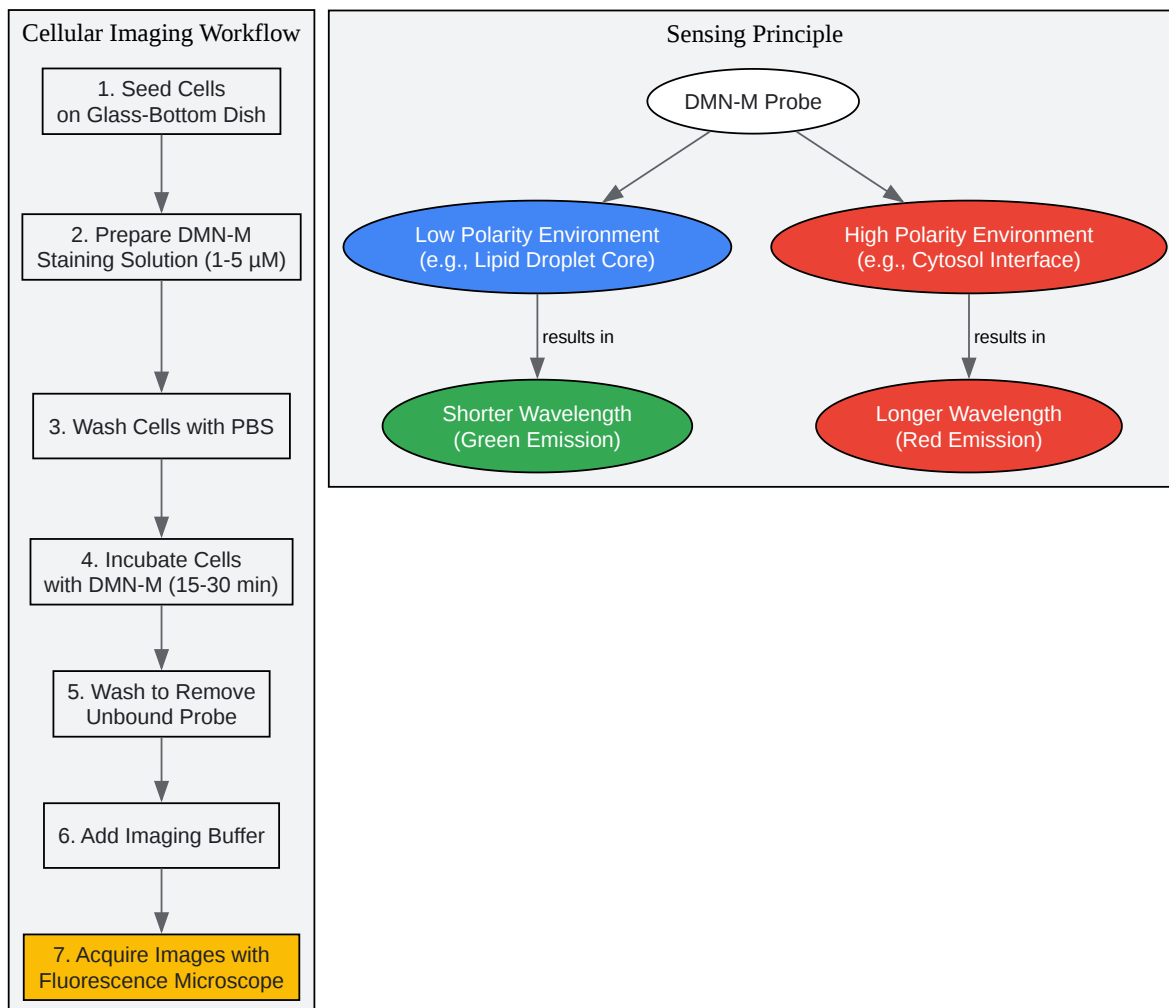 Cellular Imaging Workflow
1. Seed Cells
on Glass-Bottom Dish
2. Prepare DMN-M
Staining Solution (1-5 µM)
3. Wash Cells with PBS
4. Incubate Cells
with DMN-M (15-30 min)
5. Wash to Remove
Unbound Probe
6. Add Imaging Buffer
7. Acquire Images with
Fluorescence Microscope
Sensing Principle
DMN-M Probe
Low Polarity Environment
(e.g., Lipid Droplet Core)
High Polarity Environment
(e.g., Cytosol Interface)
results in
results in
Shorter Wavelength
(Green Emission)
Longer Wavelength
(Red Emission)